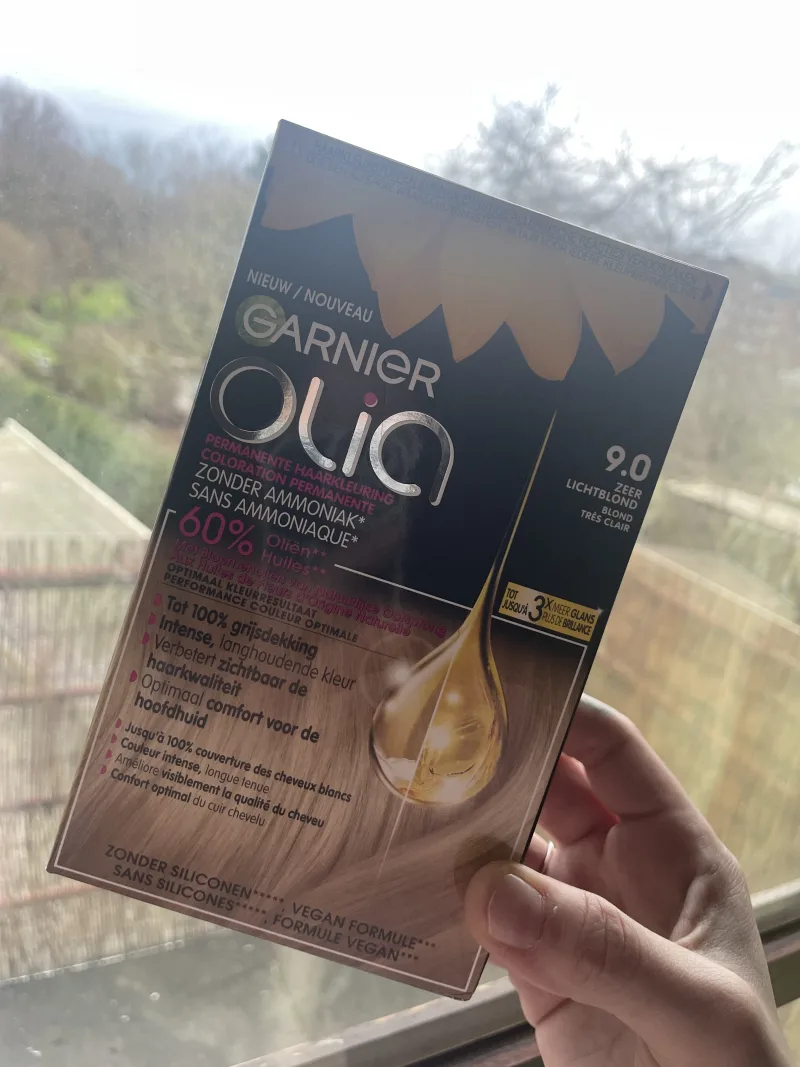 NIEUW / NOUVEAU
GARNIER
OLiA
PERMANENTE HAARKLEURING
COLORATION PERMANENTE
ZONDER AMMONIAK*
SANS AMMONIAQUE*
60% Oliën**
Huiles**
OPTIMAAL KLEURRESULTAAT
PERFORMANCE COULEUR OPTIMALE
Tot 100% grijsdekking
Intense, langhoudende kleur
Verbetert zichtbaar de
haarkwaliteit
Optimaal comfort voor de
hoofdhuid
Jusqu'à 100% couverture des cheveux blancs
Couleur intense, longue tenue
Améliore visiblement la qualité du cheveu
Confort optimal du cuir chevelu
ZONDER SILICONEN*****, VEGAN FORMULE***
SANS SILICONES*****, FORMULE VEGAN***
9.0
ZEER
LICHTBLOND
BLOND
TRÈS CLAIR
TOT
JUSQU'À
3X MEER GLANS
PLUS DE BRILLANCE